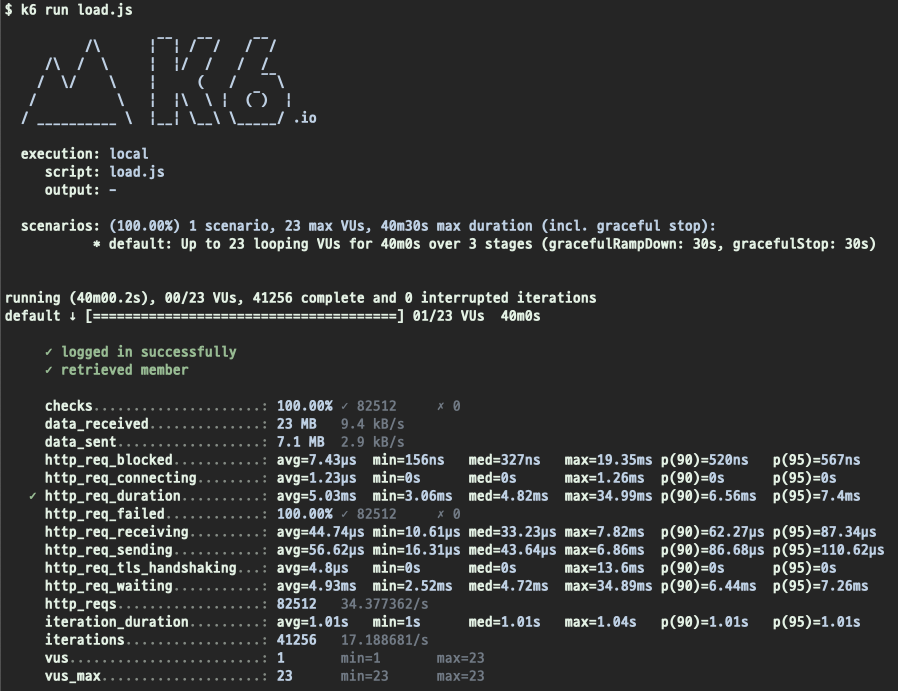 $ k6 run load.js
.io
execution: local
script: load.js
output: -
scenarios: (100.00%) 1 scenario, 23 max VUs, 40m30s max duration (incl. graceful stop):
* default: Up to 23 looping VUs for 40m0s over 3 stages (gracefulRampDown: 30s, gracefulStop: 30s)
running (40m00.2s), 00/23 VUs, 41256 complete and 0 interrupted iterations
default ↓ [======================================] 01/23 VUs  40m0s
✓ logged in successfully
✓ retrieved member
checks.....................: 100.00% ✓ 82512     ✗ 0
data_received..............: 23 MB   9.4 kB/s
data_sent..................: 7.1 MB  2.9 kB/s
http_req_blocked...........: avg=7.43µs  min=156ns   med=327ns   max=19.35ms p(90)=520ns   p(95)=567ns
http_req_connecting........: avg=1.23µs  min=0s      med=0s      max=1.26ms  p(90)=0s      p(95)=0s
✓ http_req_duration..........: avg=5.03ms  min=3.06ms  med=4.82ms  max=34.99ms p(90)=6.56ms  p(95)=7.4ms
http_req_failed............: 100.00% ✓ 82512     ✗ 0
http_req_receiving.........: avg=44.74µs min=10.61µs med=33.23µs max=7.82ms  p(90)=62.27µs p(95)=87.34µs
http_req_sending...........: avg=56.62µs min=16.31µs med=43.64µs max=6.86ms  p(90)=86.68µs p(95)=110.62µs
http_req_tls_handshaking...: avg=4.8µs   min=0s      med=0s      max=13.6ms  p(90)=0s      p(95)=0s
http_req_waiting...........: avg=4.93ms  min=2.52ms  med=4.72ms  max=34.89ms p(90)=6.44ms  p(95)=7.26ms
http_reqs..................: 82512   34.377362/s
iteration_duration.........: avg=1.01s   min=1s      med=1.01s   max=1.04s   p(90)=1.01s   p(95)=1.01s
iterations.................: 41256   17.188681/s
vus........................: 1       min=1       max=23
vus_max....................: 23      min=23      max=23